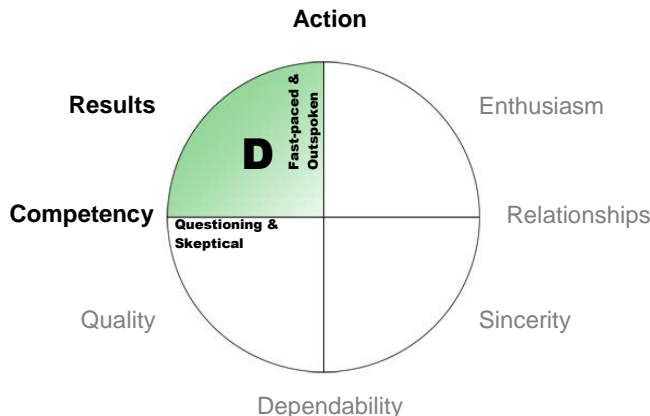 Action
Results
Enthusiasm
Fast-paced &
Outspoken
D
Competency
Relationships
Questioning &
Skeptical
Quality
Sincerity
Dependability